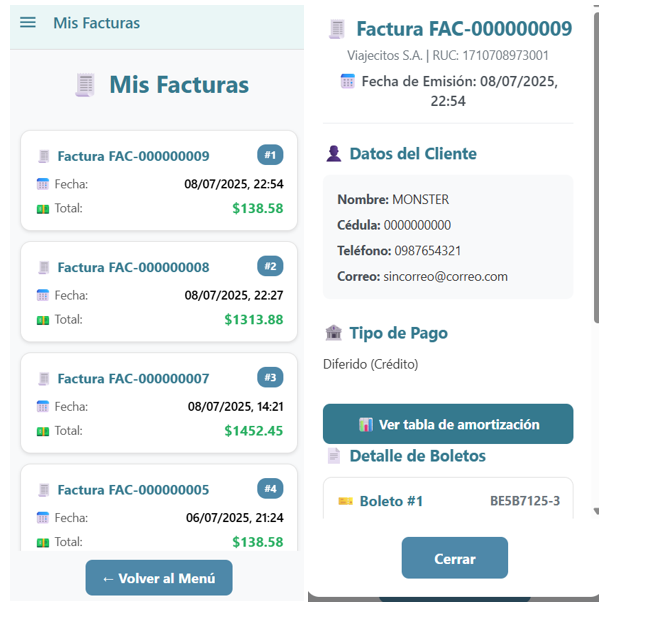 Mis Facturas
Mis Facturas
Factura FAC-000000009 #1
Fecha: 08/07/2025, 22:54
Total: $138.58
Factura FAC-000000008 #2
Fecha: 08/07/2025, 22:27
Total: $1313.88
Factura FAC-000000007 #3
Fecha: 08/07/2025, 14:21
Total: $1452.45
Factura FAC-000000005 #4
Fecha: 06/07/2025, 21:24
Total: $138.58
← Volver al Menú
Factura FAC-000000009
Viajecitos S.A. | RUC: 1710708973001
Fecha de Emisión: 08/07/2025,
22:54
Datos del Cliente
Nombre: MONSTER
Cédula: 0000000000
Teléfono: 0987654321
Correo: sincorreo@correo.com
Tipo de Pago
Diferido (Crédito)
Ver tabla de amortización
Detalle de Boletos
Boleto #1 BE5B7125-3
Cerrar